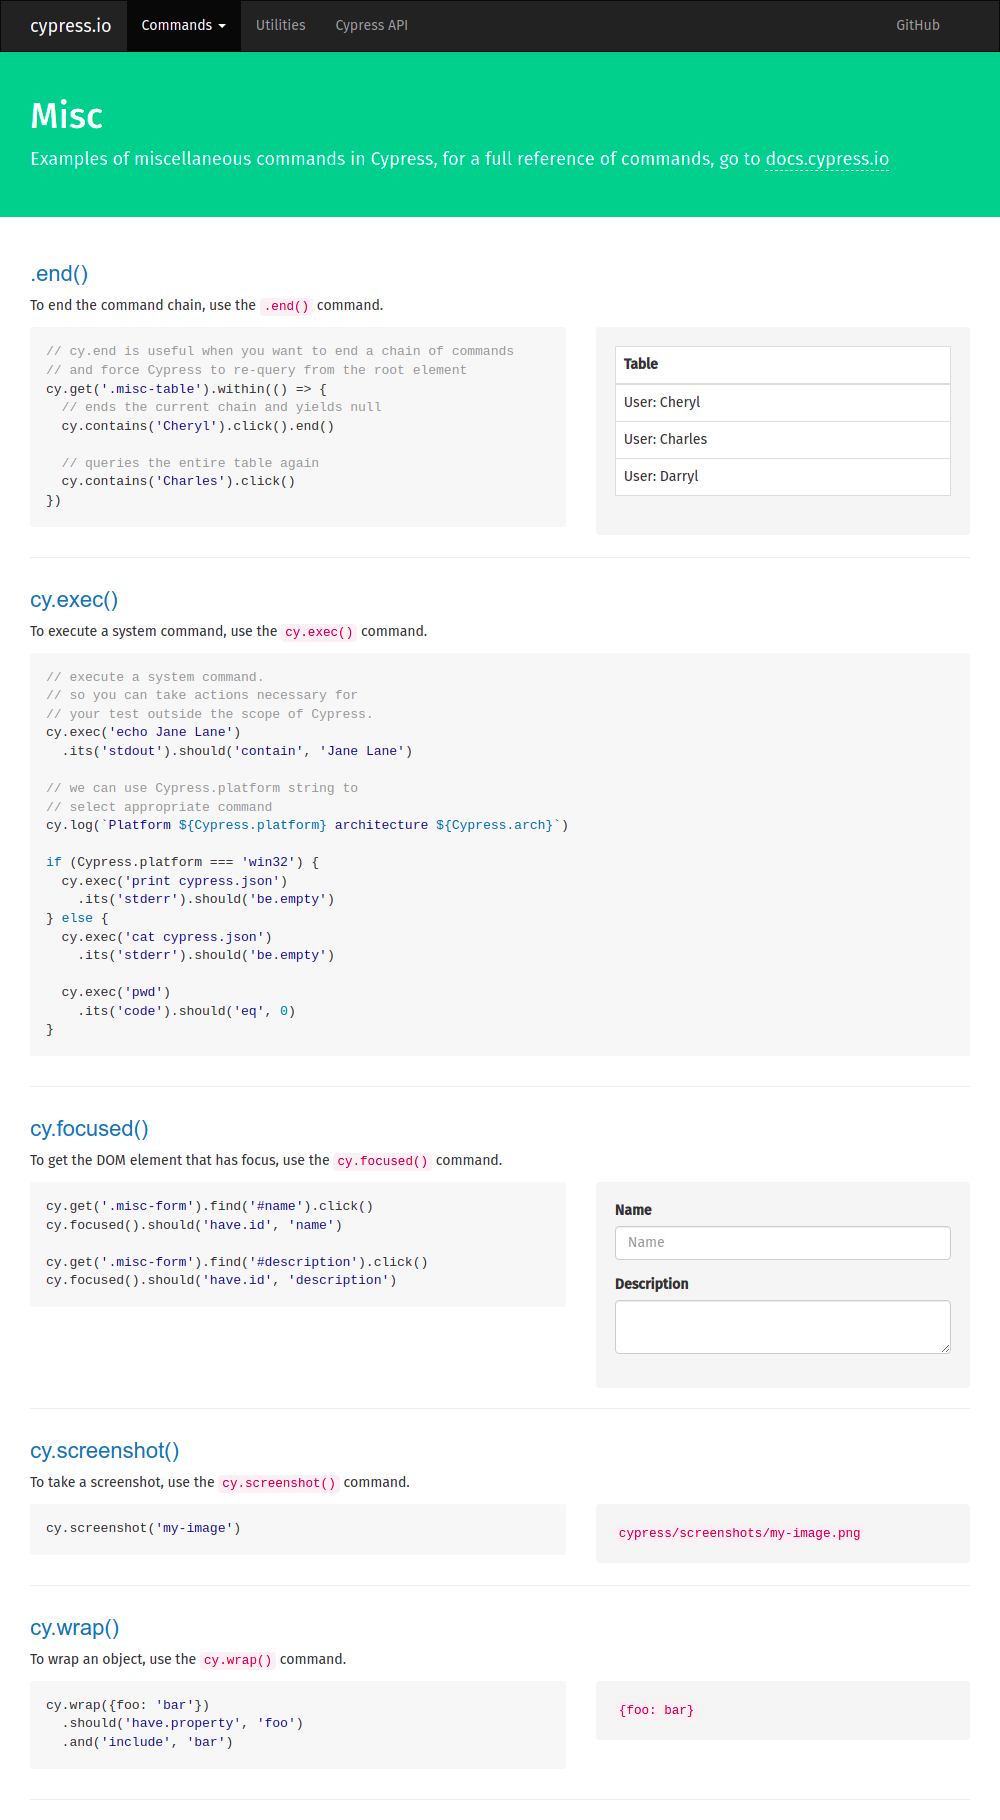 cypress.io Commands Utilities Cypress API GitHub
Misc
Examples of miscellaneous commands in Cypress, for a full reference of commands, go to docs.cypress.io
.end()
To end the command chain, use the .end() command.
// cy.end is useful when you want to end a chain of commands
// and force Cypress to re-query from the root element
cy.get('.misc-table').within(() => {
  // ends the current chain and yields null
  cy.contains('Cheryl').click().end()
  // queries the entire table again
  cy.contains('Charles').click()
})
Table
User: Cheryl
User: Charles
User: Darryl
cy.exec()
To execute a system command, use the cy.exec() command.
// execute a system command.
// so you can take actions necessary for
// your test outside the scope of Cypress.
cy.exec('echo Jane Lane')
  .its('stdout').should('contain', 'Jane Lane')
// we can use Cypress.platform string to
// select appropriate command
cy.log(`Platform ${Cypress.platform} architecture ${Cypress.arch}`)
if (Cypress.platform === 'win32') {
  cy.exec('print cypress.json')
    .its('stderr').should('be.empty')
} else {
  cy.exec('cat cypress.json')
    .its('stderr').should('be.empty')
  cy.exec('pwd')
    .its('code').should('eq', 0)
}
cy.focused()
To get the DOM element that has focus, use the cy.focused() command.
cy.get('.misc-form').find('#name').click()
cy.focused().should('have.id', 'name')
cy.get('.misc-form').find('#description').click()
cy.focused().should('have.id', 'description')
Name
Name
Description
cy.screenshot()
To take a screenshot, use the cy.screenshot() command.
cy.screenshot('my-image')
cypress/screenshots/my-image.png
cy.wrap()
To wrap an object, use the cy.wrap() command.
cy.wrap({foo: 'bar'})
  .should('have.property', 'foo')
  .and('include', 'bar')
{foo: bar}